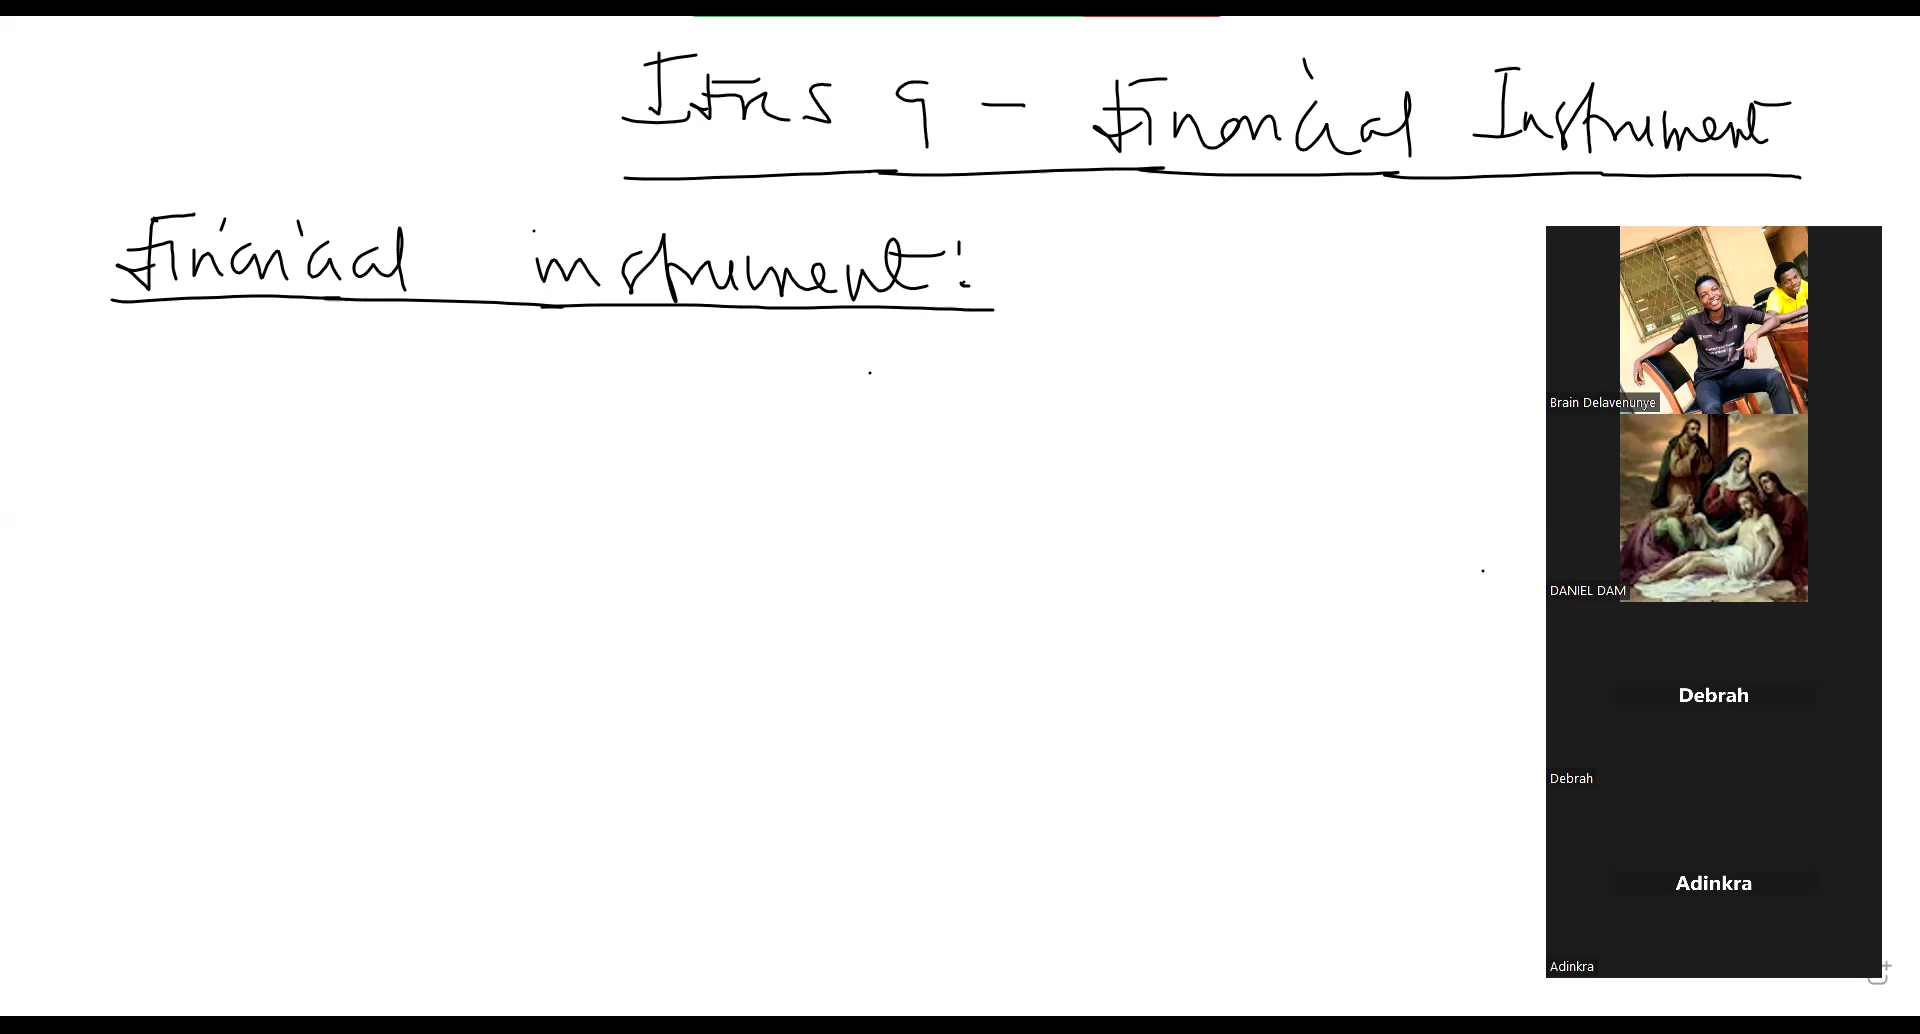 IFRS 9 - Financial Instrument
Financial instrument:
Brain Delavenunye
DANIEL DAM
Debrah
Debrah
Adinkra
Adinkra